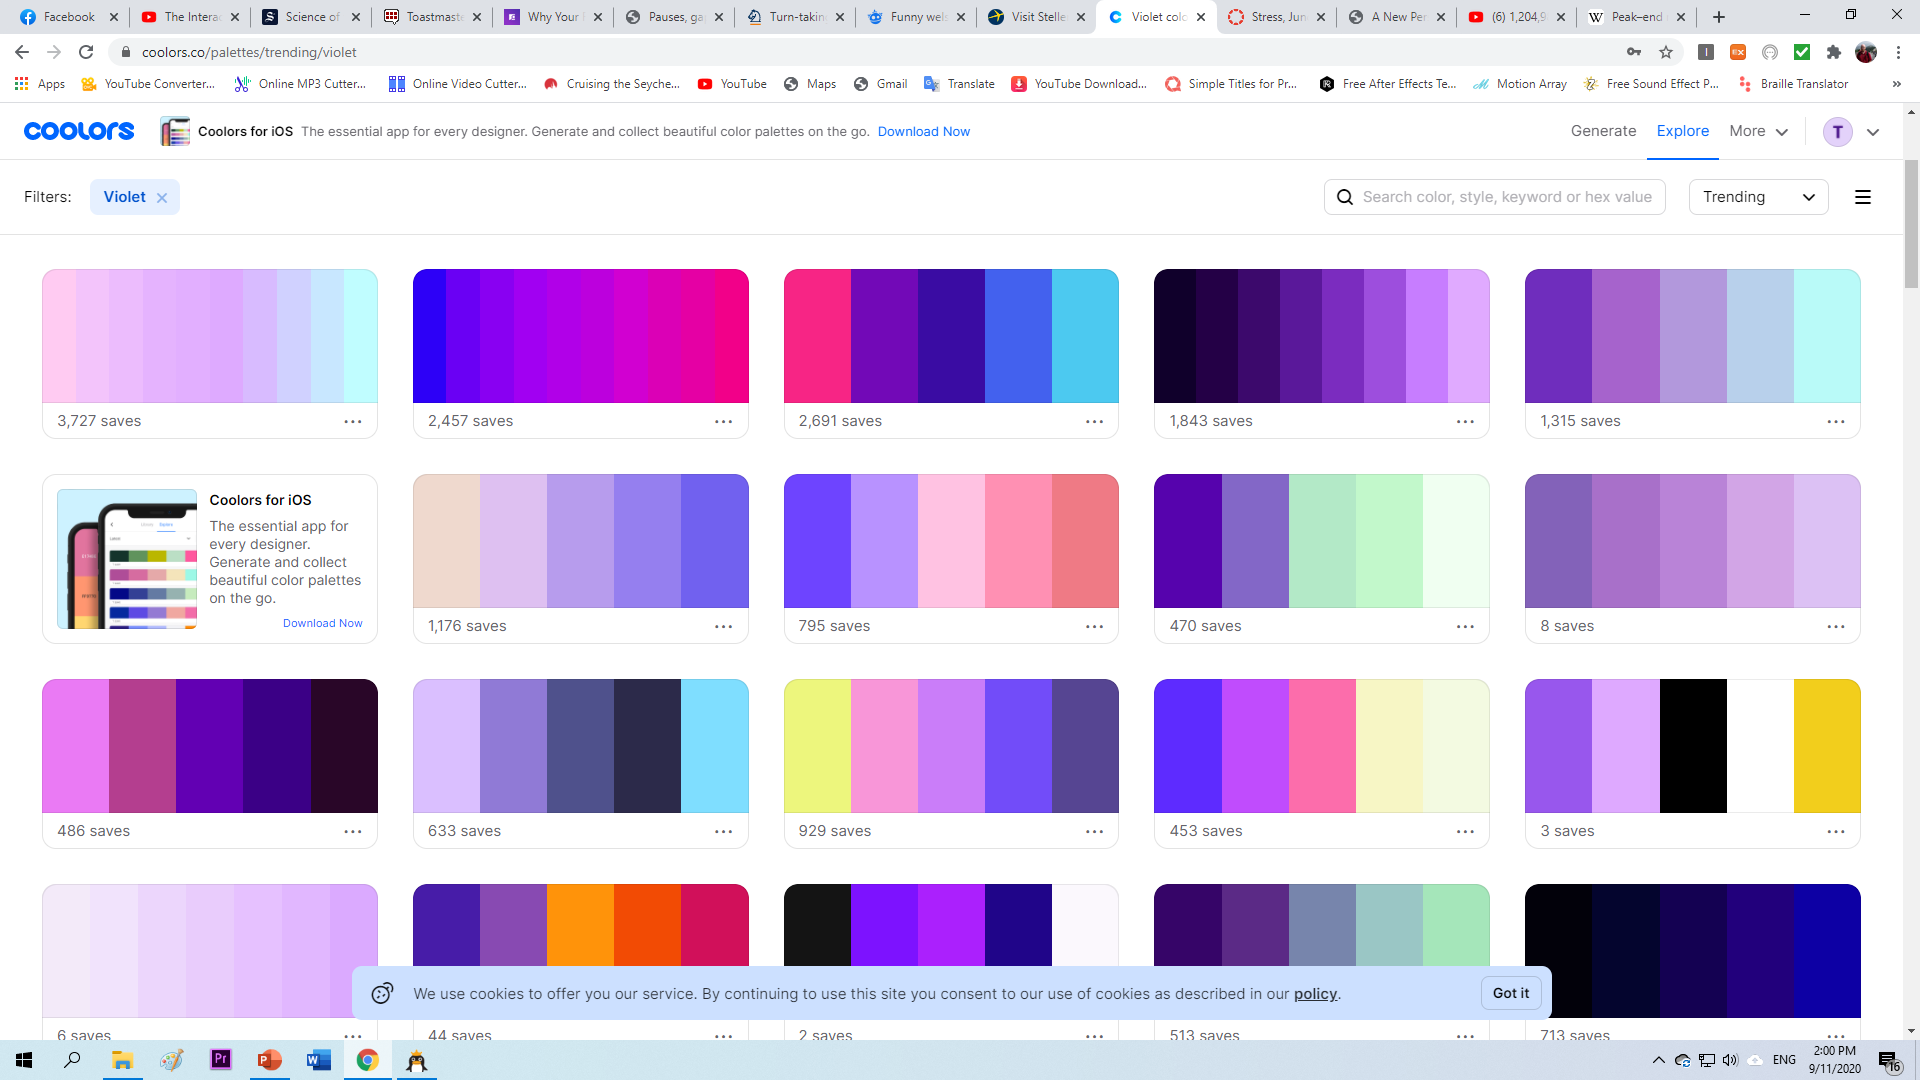 Facebook
The Intera
Science of
Toastmaste
Why Your
Pauses, ga
Turn-takin
Funny wel
Visit Stelle
Violet colo
Stress, Jun
A New Per
(6) 1,204,9
Peak–end
coolors.co/palettes/trending/violet
Apps
YouTube Converter...
Online MP3 Cutter...
Online Video Cutter...
Cruising the Seyche...
YouTube
Maps
Gmail
Translate
YouTube Download...
Simple Titles for Pr...
Free After Effects Te...
Motion Array
Free Sound Effect P...
Braille Translator
»
coolors
Coolors for iOS The essential app for every designer. Generate and collect beautiful color palettes on the go. Download Now
Generate
Explore
More
T
Filters:
Violet
Search color, style, keyword or hex value
Trending
3,727 saves
2,457 saves
2,691 saves
1,843 saves
1,315 saves
Coolors for iOS
The essential app for
every designer.
Generate and collect
beautiful color palettes
on the go.
Download Now
1,176 saves
795 saves
470 saves
8 saves
486 saves
633 saves
929 saves
453 saves
3 saves
6 saves
44 saves
2 saves
513 saves
713 saves
We use cookies to offer you our service. By continuing to use this site you consent to our use of cookies as described in our policy.
Got it
ENG
2:00 PM
9/11/2020
16